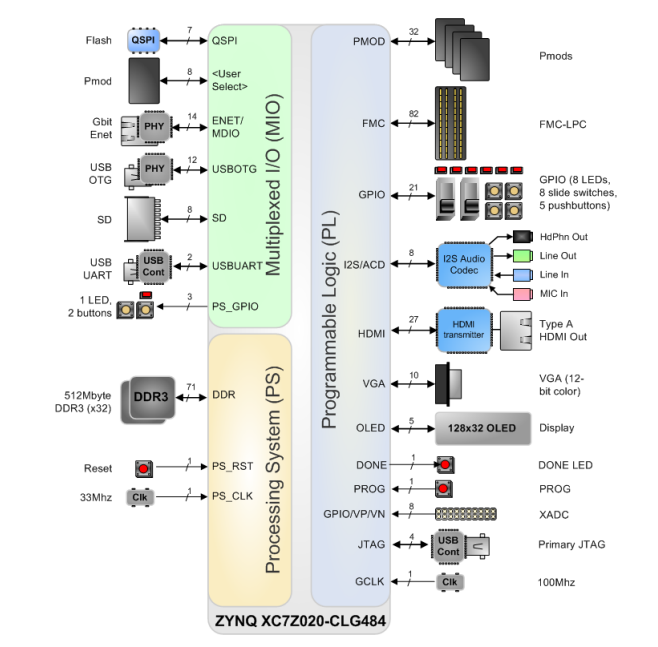 Flash
QSPI
7
QSPI
Pmod
8
<User
Select>
Gbit
Enet
PHY
14
ENET/
MDIO
USB
OTG
PHY
12
USBOTG
SD
8
SD
USB
UART
USB
Cont
2
USBUART
1 LED,
2 buttons
3
PS_GPIO
Multiplexed I/O (MIO)
512Mbyte
DDR3 (x32)
DDR3
71
DDR
Reset
1
PS_RST
33Mhz
Clk
1
PS_CLK
Processing System (PS)
Programmable Logic (PL)
PMOD
32
Pmods
FMC
82
FMC-LPC
GPIO
21
GPIO (8 LEDs,
8 slide switches,
5 pushbuttons)
I2S/ACD
8
I2S Audio
Codec
HdPhn Out
Line Out
Line In
MIC In
HDMI
27
HDMI
transmitter
Type A
HDMI Out
VGA
10
VGA (12-
bit color)
OLED
5
128x32 OLED
Display
DONE
1
DONE LED
PROG
1
PROG
GPIO/VP/VN
8
XADC
JTAG
4
USB
Cont
Primary JTAG
GCLK
1
Clk
100Mhz
ZYNQ XC7Z020-CLG484